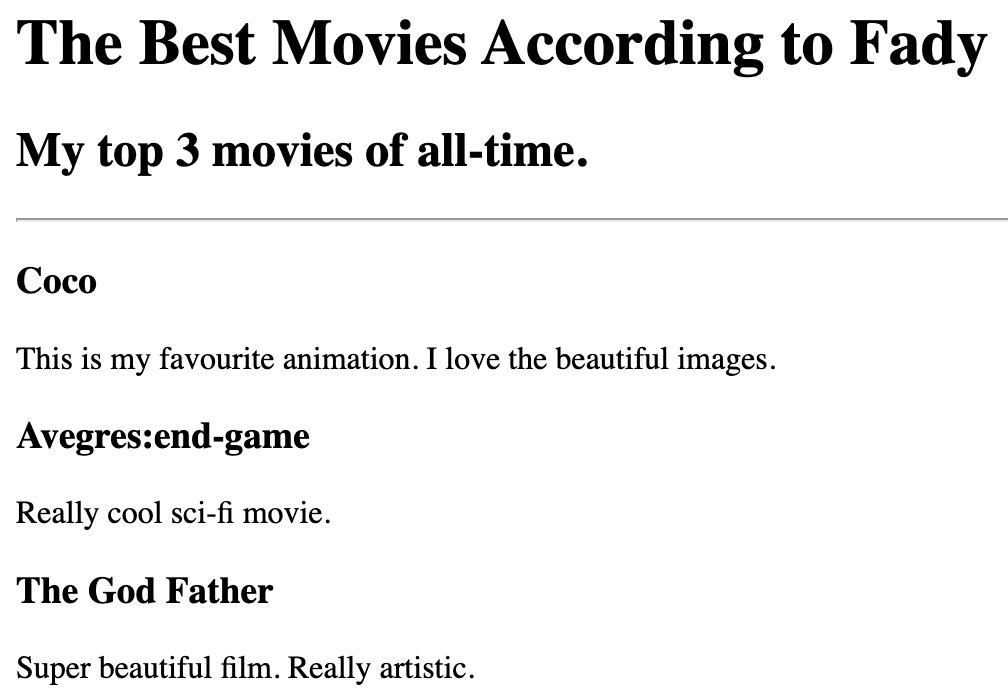 The Best Movies According to Fady
My top 3 movies of all-time.
Coco
This is my favourite animation. I love the beautiful images.
Avegres:end-game
Really cool sci-fi movie.
The God Father
Super beautiful film. Really artistic.